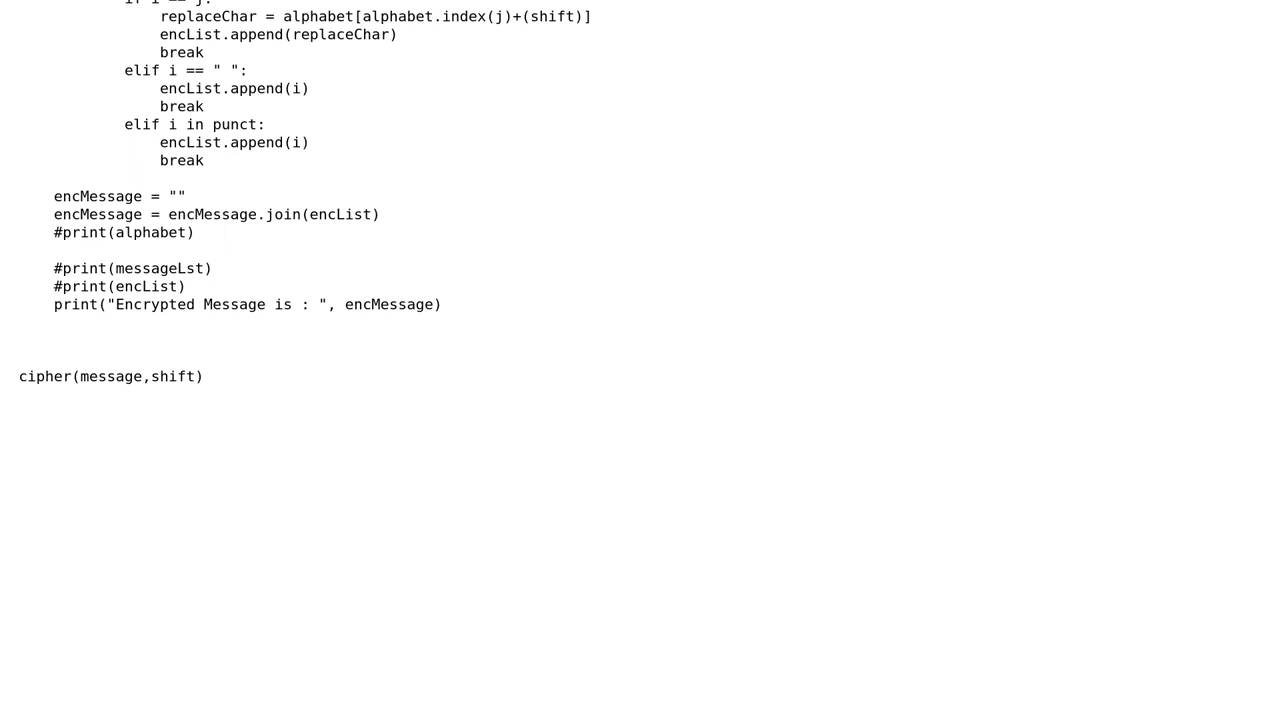 if i == j:
replaceChar = alphabet[alphabet.index(j)+(shift)]
encList.append(replaceChar)
break
elif i == " ":
encList.append(i)
break
elif i in punct:
encList.append(i)
break
encMessage = ""
encMessage = encMessage.join(encList)
#print(alphabet)
#print(messageLst)
#print(encList)
print("Encrypted Message is : ", encMessage)
cipher(message,shift)